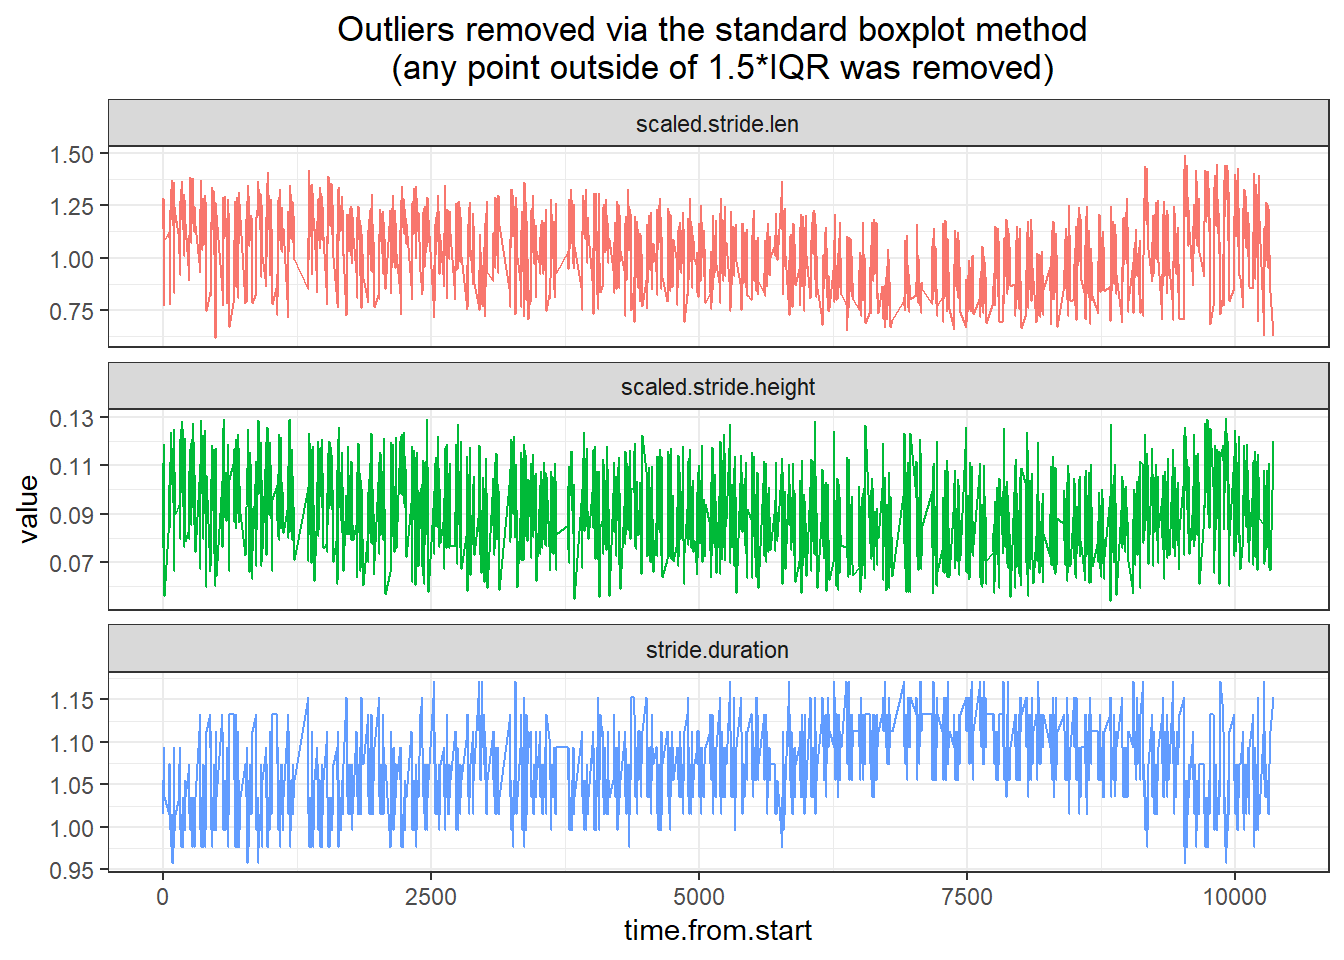 Outliers removed via the standard boxplot method
(any point outside of 1.5*IQR was removed)
scaled.stride.len
1.50
1.25
1.00
0.75
scaled.stride.height
0.13
0.11
0.09
0.07
value
stride.duration
1.15
1.10
1.05
1.00
0.95
0 2500 5000 7500 10000
time.from.start